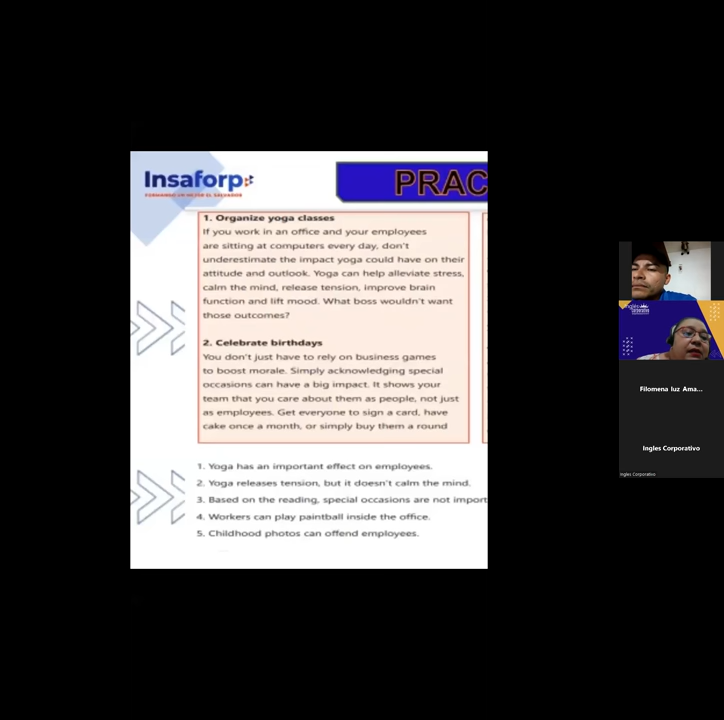 Insaforp
FORMANDO UN MEJOR EL SALVADOR
PRAC
1. Organize yoga classes
If you work in an office and your employees
are sitting at computers every day, don't
underestimate the impact yoga could have on their
attitude and outlook. Yoga can help alleviate stress,
calm the mind, release tension, improve brain
function and lift mood. What boss wouldn't want
those outcomes?
2. Celebrate birthdays
You don't just have to rely on business games
to boost morale. Simply acknowledging special
occasions can have a big impact. It shows your
team that you care about them as people, not just
as employees. Get everyone to sign a card, have
cake once a month, or simply buy them a round
1. Yoga has an important effect on employees.
2. Yoga releases tension, but it doesn't calm the mind.
3. Based on the reading, special occasions are not import
4. Workers can play paintball inside the office.
5. Childhood photos can offend employees.
Filomena luz Ama...
Ingles Corporativo
Ingles Corporativo